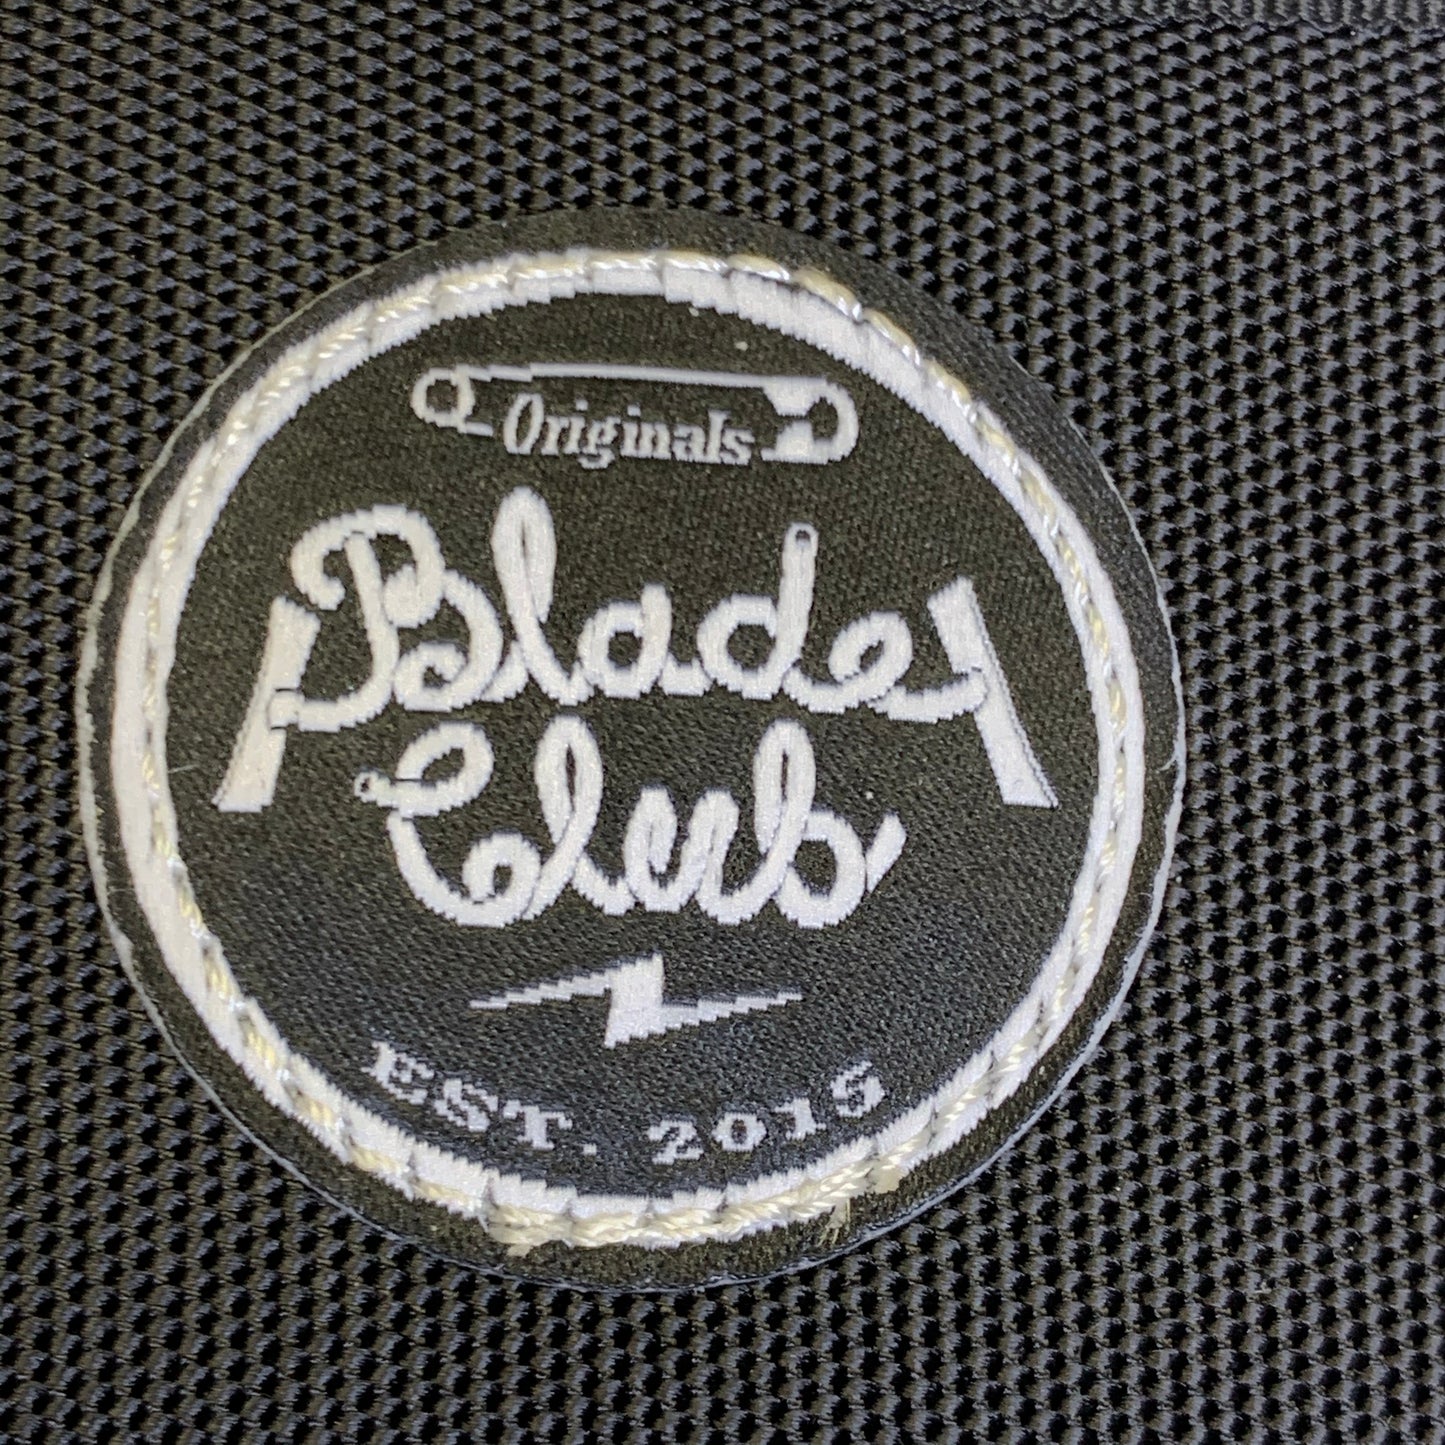 Originals
Blade
Club
EST. 2015